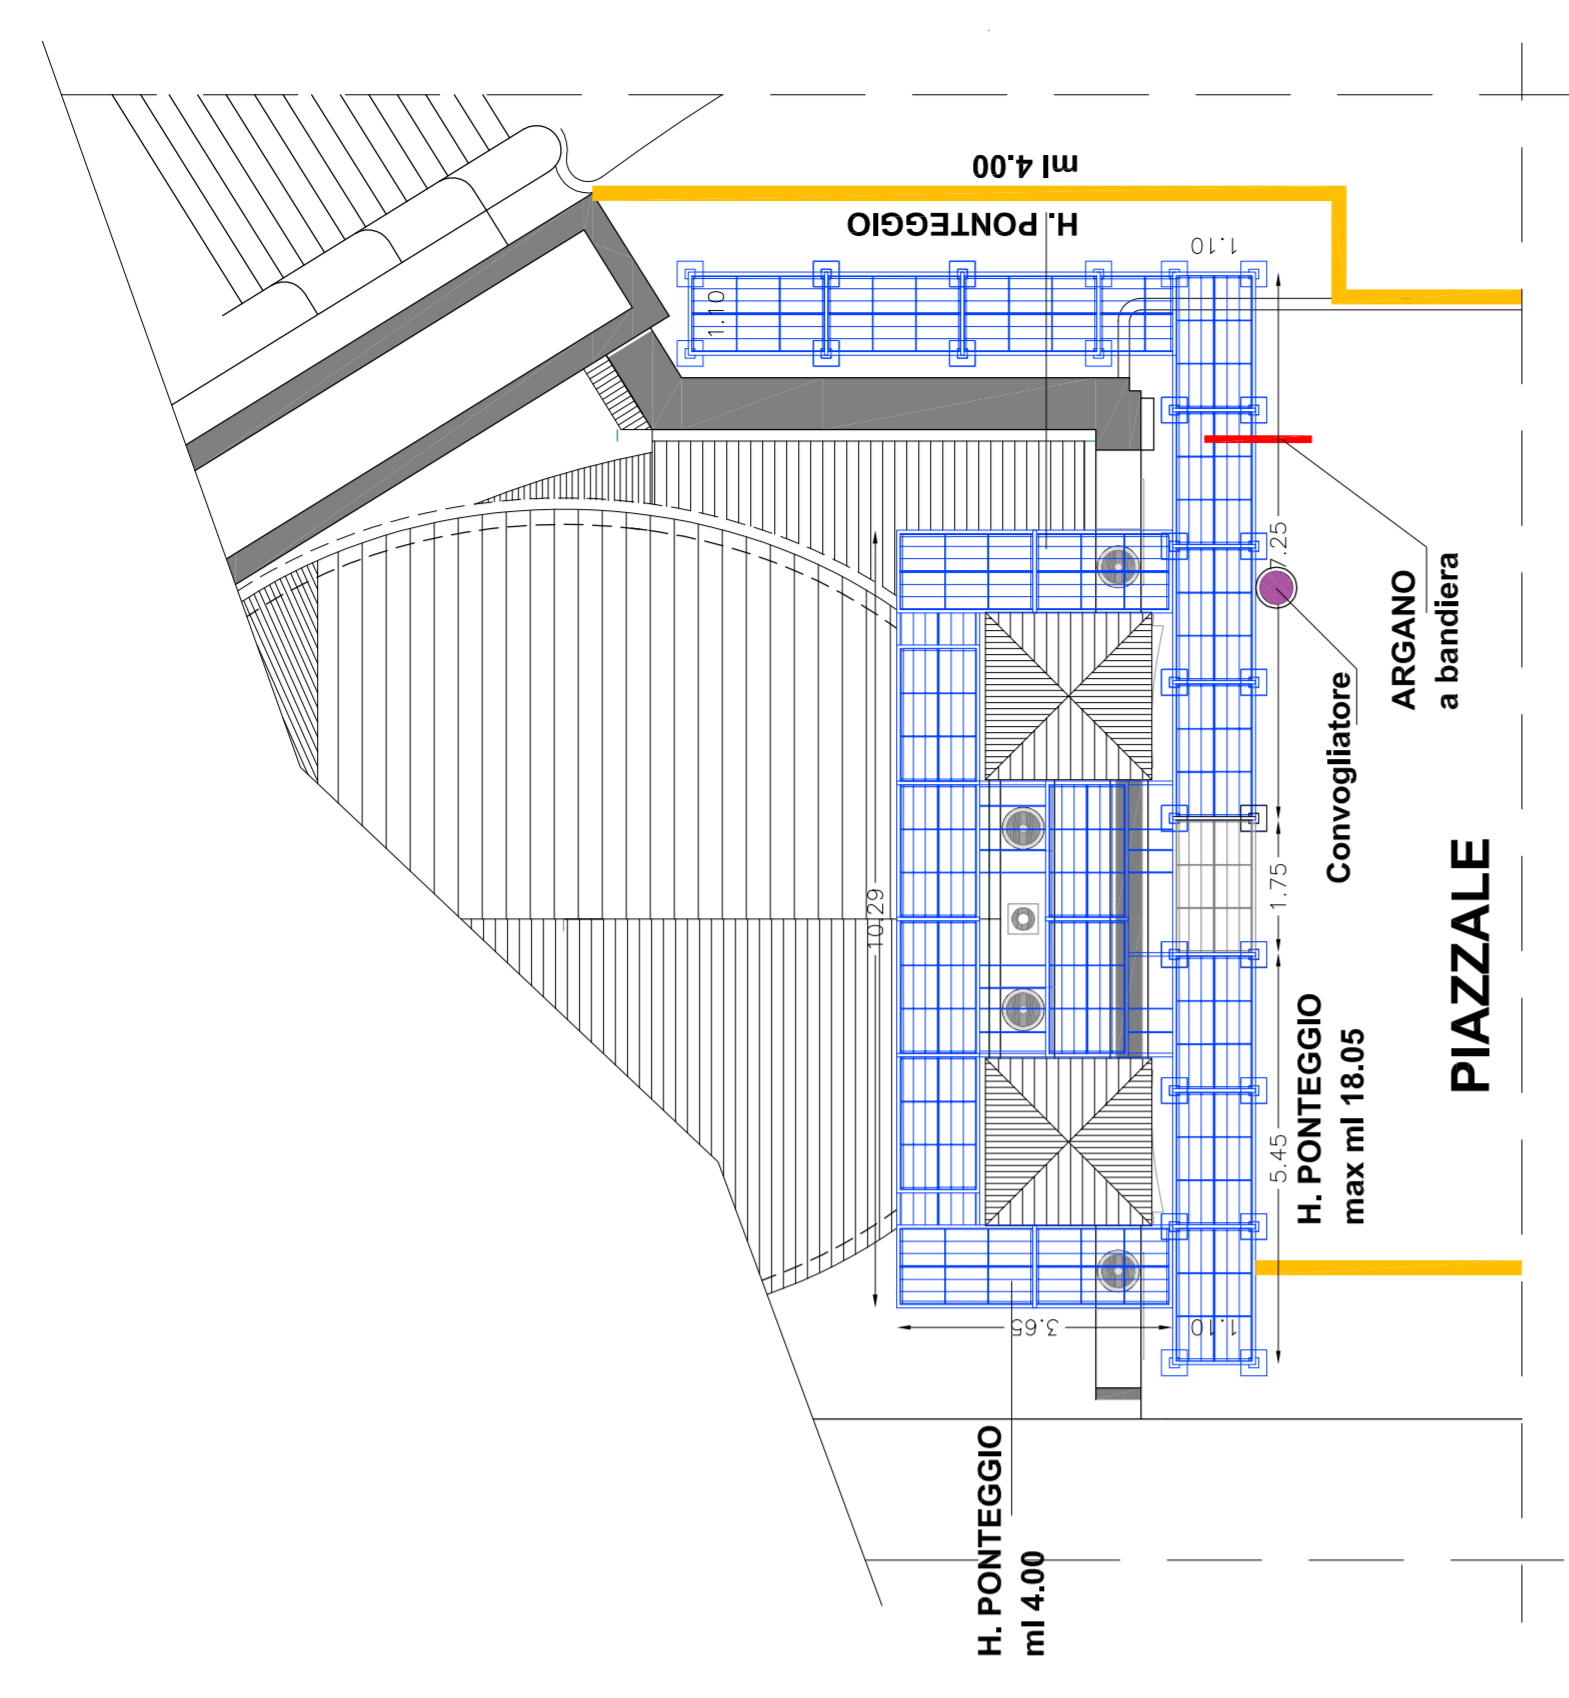 ml 4.00
H. PONTEGGIO
1.10
1.10
7.25
ARGANO
a bandiera
Convogliatore
1.75
10.29
PIAZZALE
H. PONTEGGIO
max ml 18.05
5.45
3.65
1.10
H. PONTEGGIO
ml 4.00